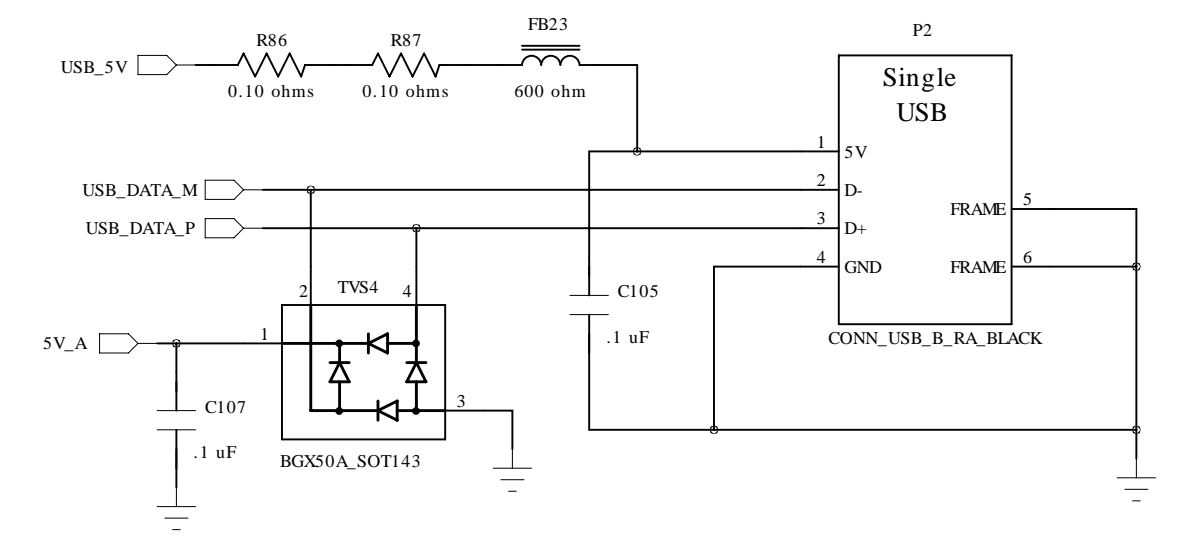 FB23
P2
R86
R87
USB_5V
0.10 ohms
0.10 ohms
600 ohm
Single
USB
1
5V
2
D-
USB_DATA_M
USB_DATA_P
3
D+
FRAME
5
4
GND
FRAME
6
2
TVS4
4
C105
.1 uF
CONN_USB_B_RA_BLACK
5V_A
1
3
C107
.1 uF
BGX50A_SOT143